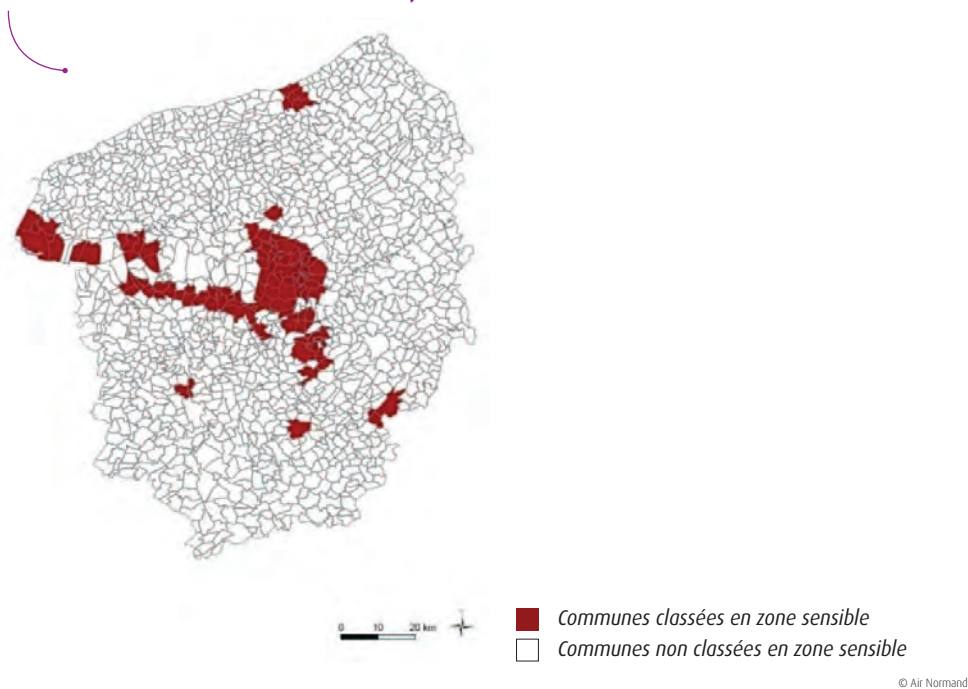 0 10 20 km
Communes classées en zone sensible
Communes non classées en zone sensible
© Air Normand